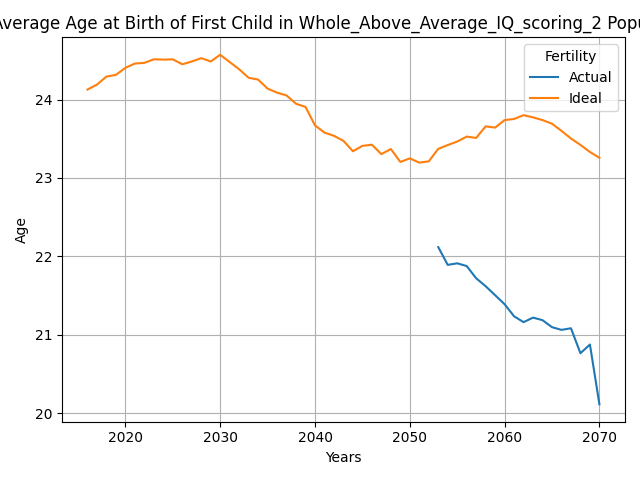 Average Age at Birth of First Child in Whole_Above_Average_IQ_scoring_2
Fertility
Actual
Ideal
Age
24
23
22
21
20
2020 2030 2040 2050 2060 2070
Years